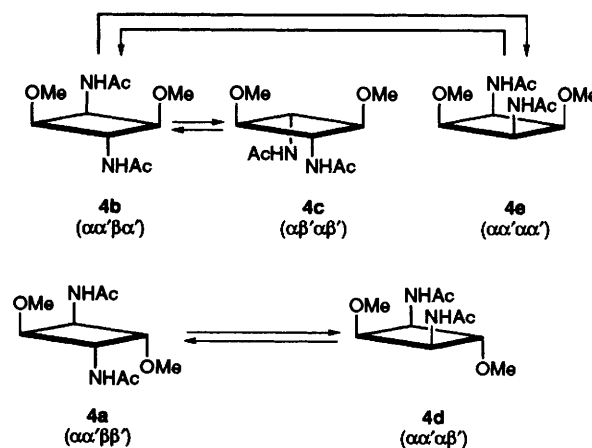 NHAc NHAc
OMe OMe OMe OMe OMe NHAc OMe
AcHN NHAc
NHAc
4b 4c 4e
(αα'βα') (αβ'αβ') (αα'αα')
NHAc NHAc
OMe OMe NHAc
OMe OMe
NHAc
4a 4d
(αα'ββ') (αα'αβ')